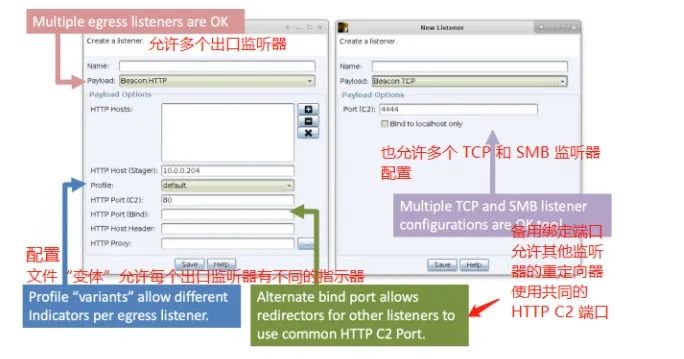 Multiple egress listeners are OK
允许多个出口监听器
Create a listener.
Name:
Payload: Beacon HTTP
Payload Options
HTTP Hosts:
HTTP Host (Stager): 10.0.0.204
Profile: default
HTTP Port (C2): 80
HTTP Port (Bind):
HTTP Host Header:
HTTP Proxy: ...
Save Help
New Listener
Create a listener.
Name:
Payload: Beacon TCP
Payload Options
Port (C2): 4444
Bind to localhost only
也允许多个 TCP 和 SMB 监听器
配置
Multiple TCP and SMB listener
configurations are OK too!
Save Help
配置
文件“变体”允许每个出口监听器有不同的指示器
Profile “variants” allow different
Indicators per egress listener.
Alternate bind port allows
redirectors for other listeners to
use common HTTP C2 Port.
备用绑定端口
允许其他监听
器的重定向器
使用共同的
HTTP C2 端口